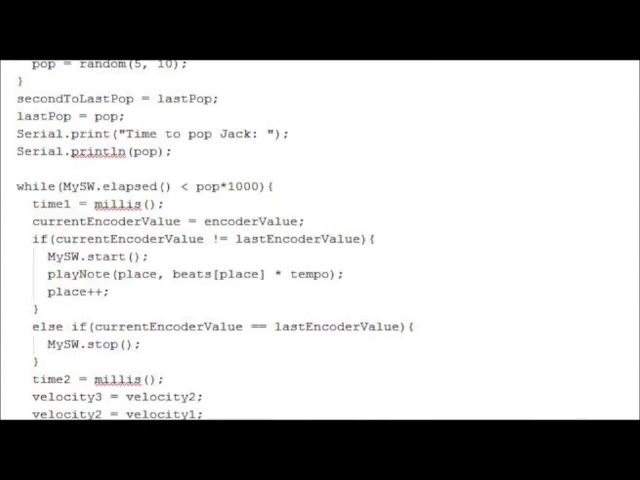 pop = random(5, 10);
}
secondToLastPop = lastPop;
lastPop = pop;
Serial.print("Time to pop Jack: ");
Serial.println(pop);
while(MySW.elapsed() < pop*1000){
time1 = millis();
currentEncoderValue = encoderValue;
if(currentEncoderValue != lastEncoderValue){
MySW.start();
playNote(place, beats[place] * tempo);
place++;
}
else if(currentEncoderValue == lastEncoderValue){
MySW.stop();
}
time2 = millis();
velocity3 = velocity2;
velocity2 = velocity1;